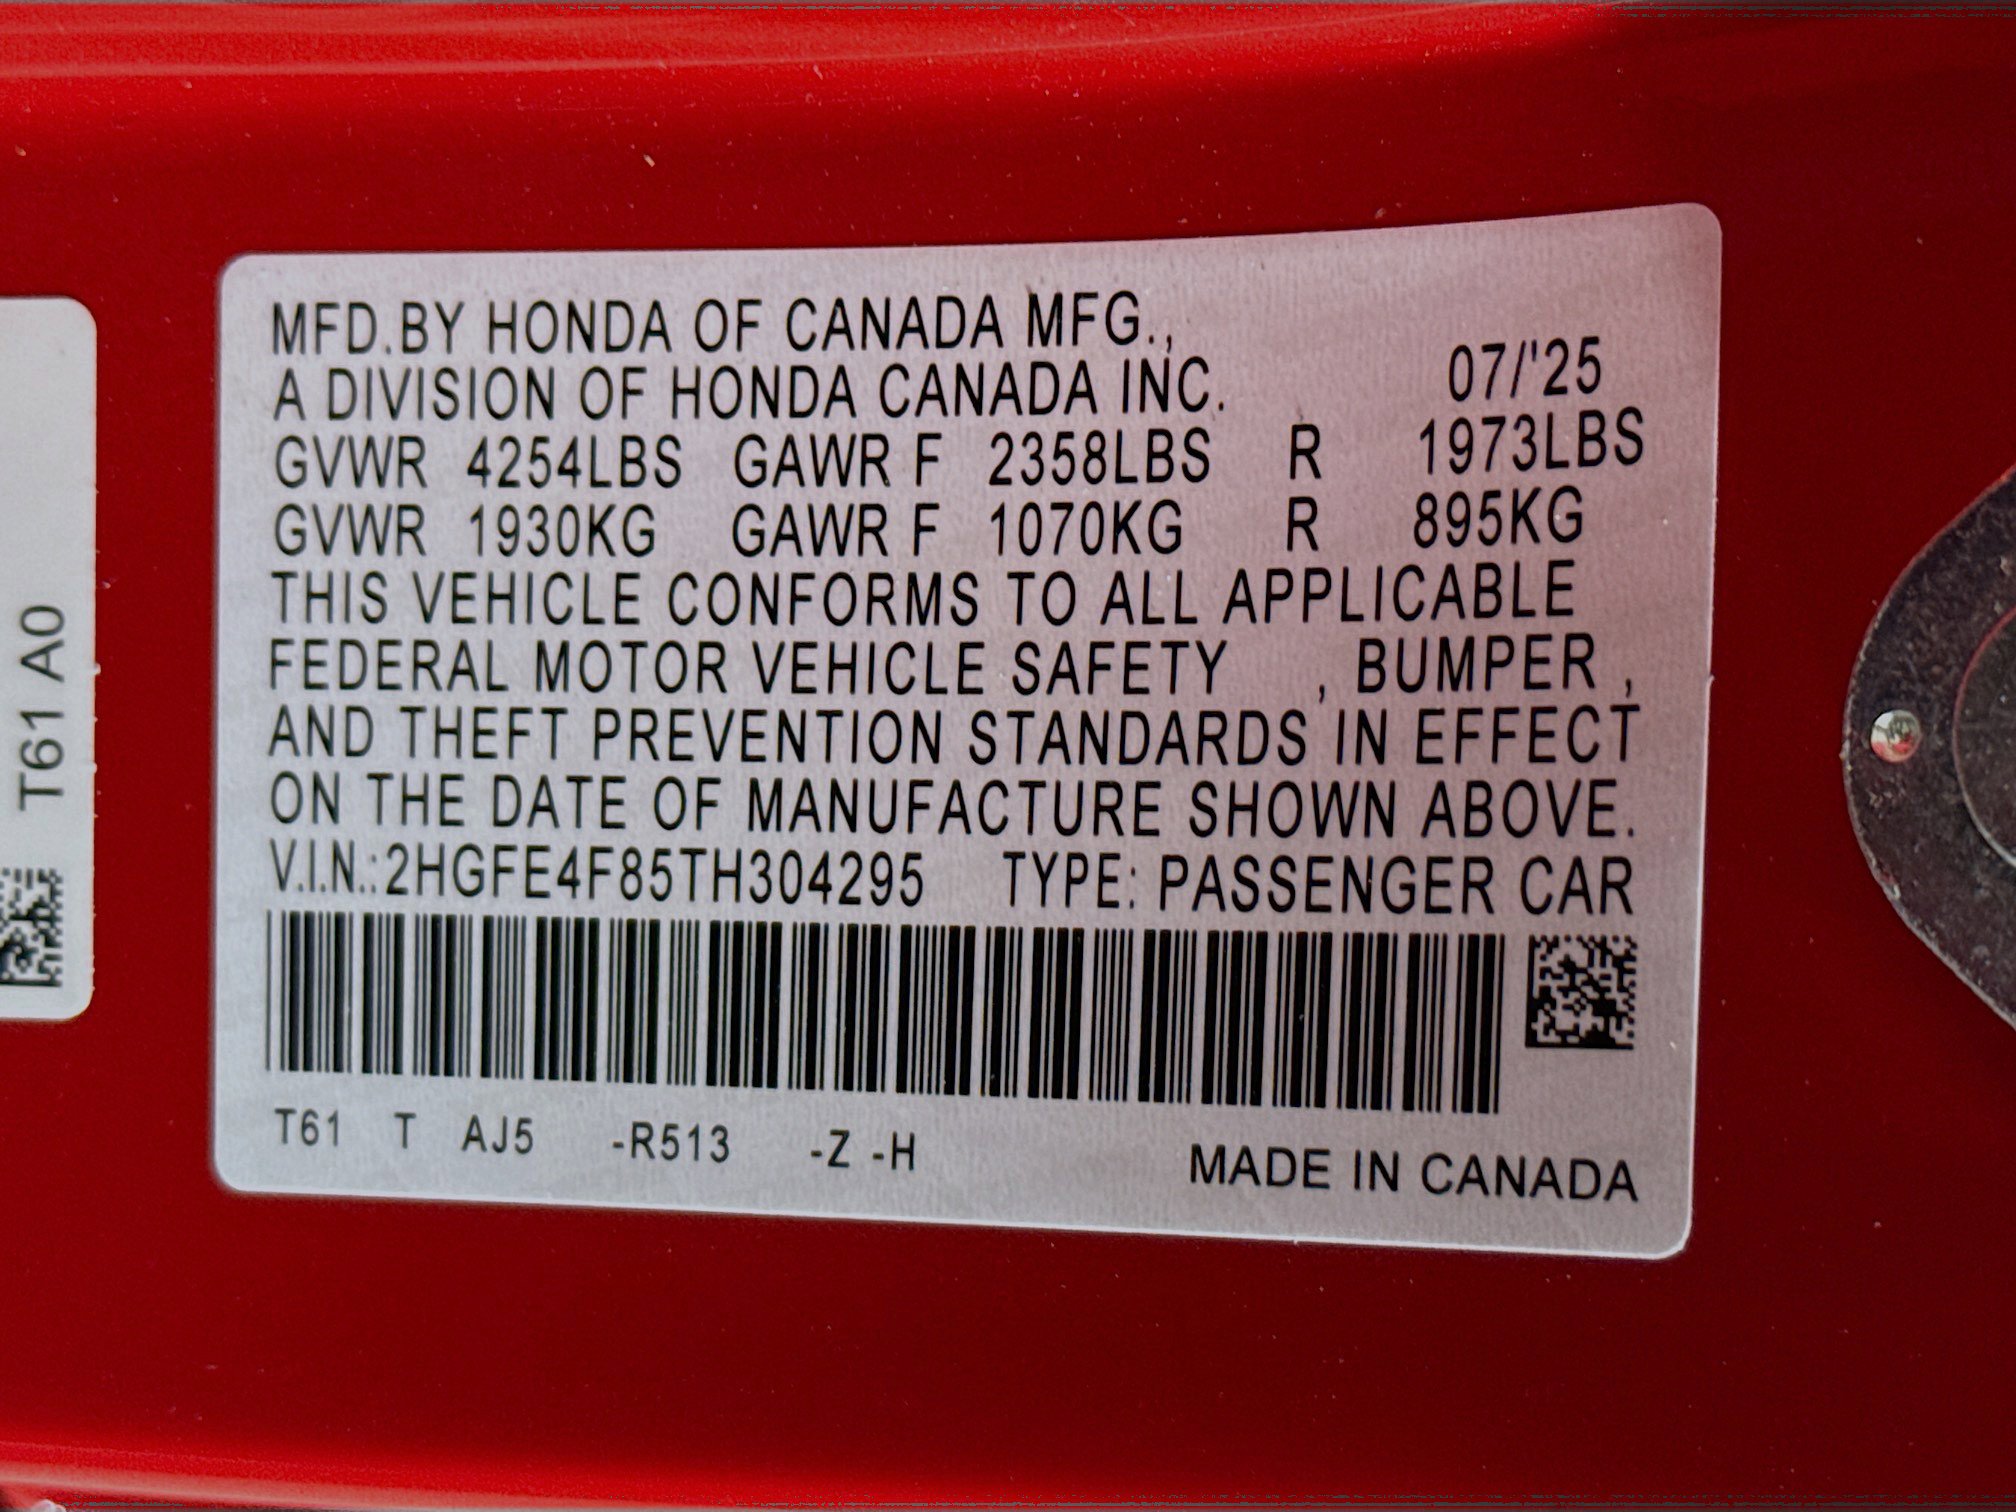 MFD.BY HONDA OF CANADA MFG.,
A DIVISION OF HONDA CANADA INC. 07/'25
GVWR 4254LBS GAWR F 2358LBS R 1973LBS
GVWR 1930KG GAWR F 1070KG R 895KG
THIS VEHICLE CONFORMS TO ALL APPLICABLE
FEDERAL MOTOR VEHICLE SAFETY , BUMPER ,
AND THEFT PREVENTION STANDARDS IN EFFECT
ON THE DATE OF MANUFACTURE SHOWN ABOVE.
V.I.N.:2HGFE4F85TH304295 TYPE: PASSENGER CAR
T61 T AJ5 -R513 -Z -H
MADE IN CANADA
T61 A0